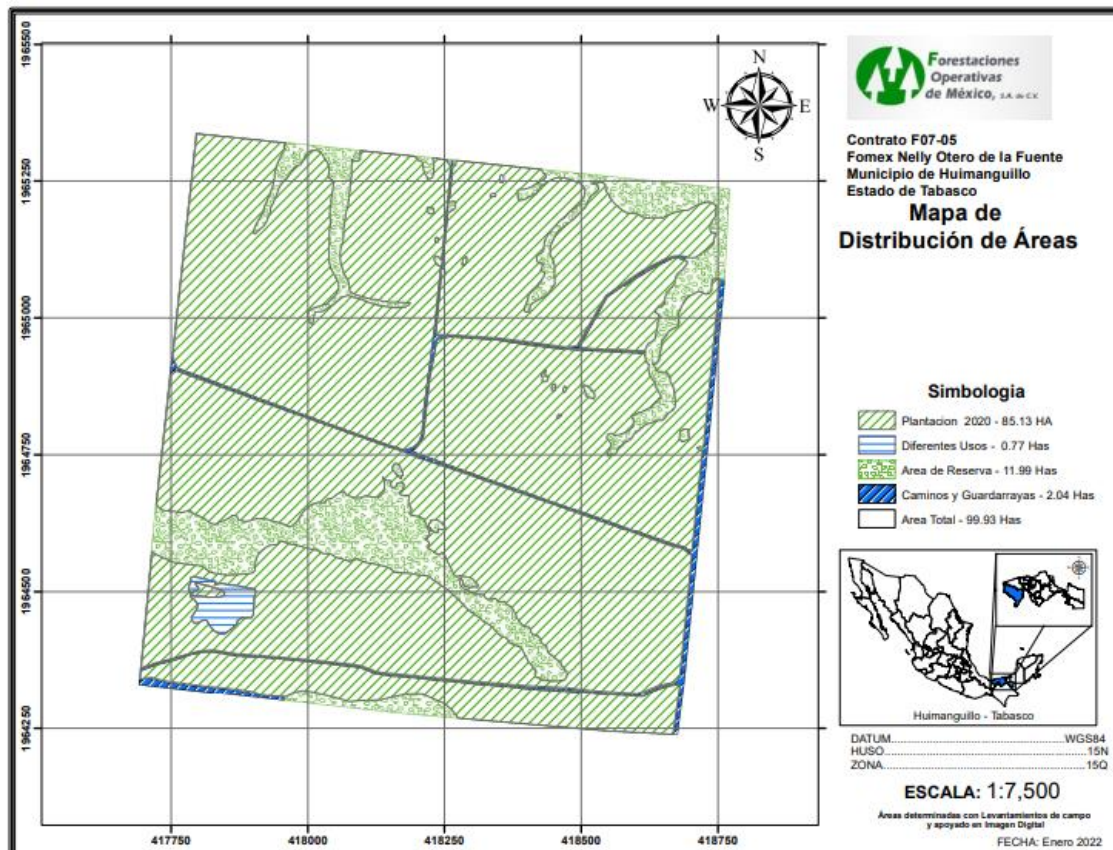 Forestaciones
Operativas
de México, S.A. de C.V.
Contrato F07-05
Fomex Nelly Otero de la Fuente
Municipio de Huimanguillo
Estado de Tabasco
Mapa de
Distribución de Áreas
N
W E
S
1965500
1965250
1965000
1964750
1964500
1964250
417750 418000 418250 418500 418750
Simbologia
Plantacion 2020 - 85.13 HA
Diferentes Usos - 0.77 Has
Area de Reserva - 11.99 Has
Caminos y Guardarrayas - 2.04 Has
Area Total - 99.93 Has
Huimanguillo - Tabasco
DATUM WGS84
HUSO 15N
ZONA 15Q
ESCALA: 1:7,500
Áreas determinadas con Levantamientos de campo
y apoyado en Imagen Digital
FECHA: Enero 2022